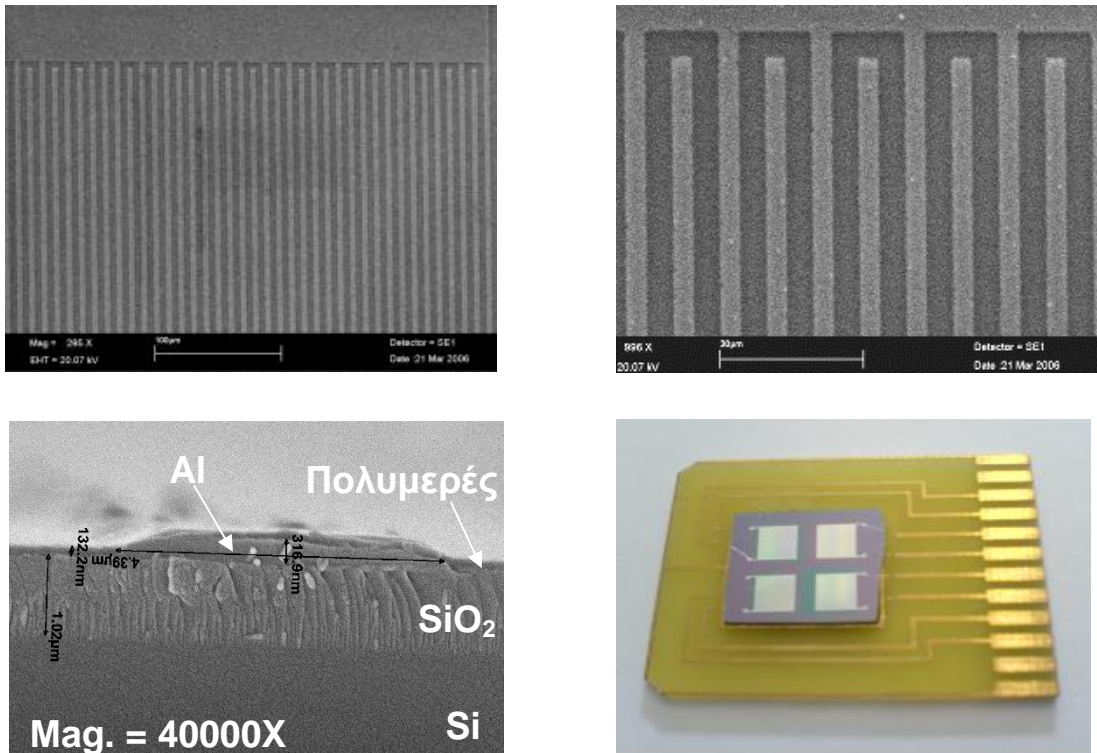 Mag = 295 X
100µm
Detector = SE1
EHT = 20.07 kV
Date :21 Mar 2006
996 X
30µm
Detector = SE1
20.07 kV
Date :21 Mar 2006
Al
Πολυμερές
132.2nm
4.39µm
316.9nm
1.02µm
SiO₂
Mag. = 40000X
Si